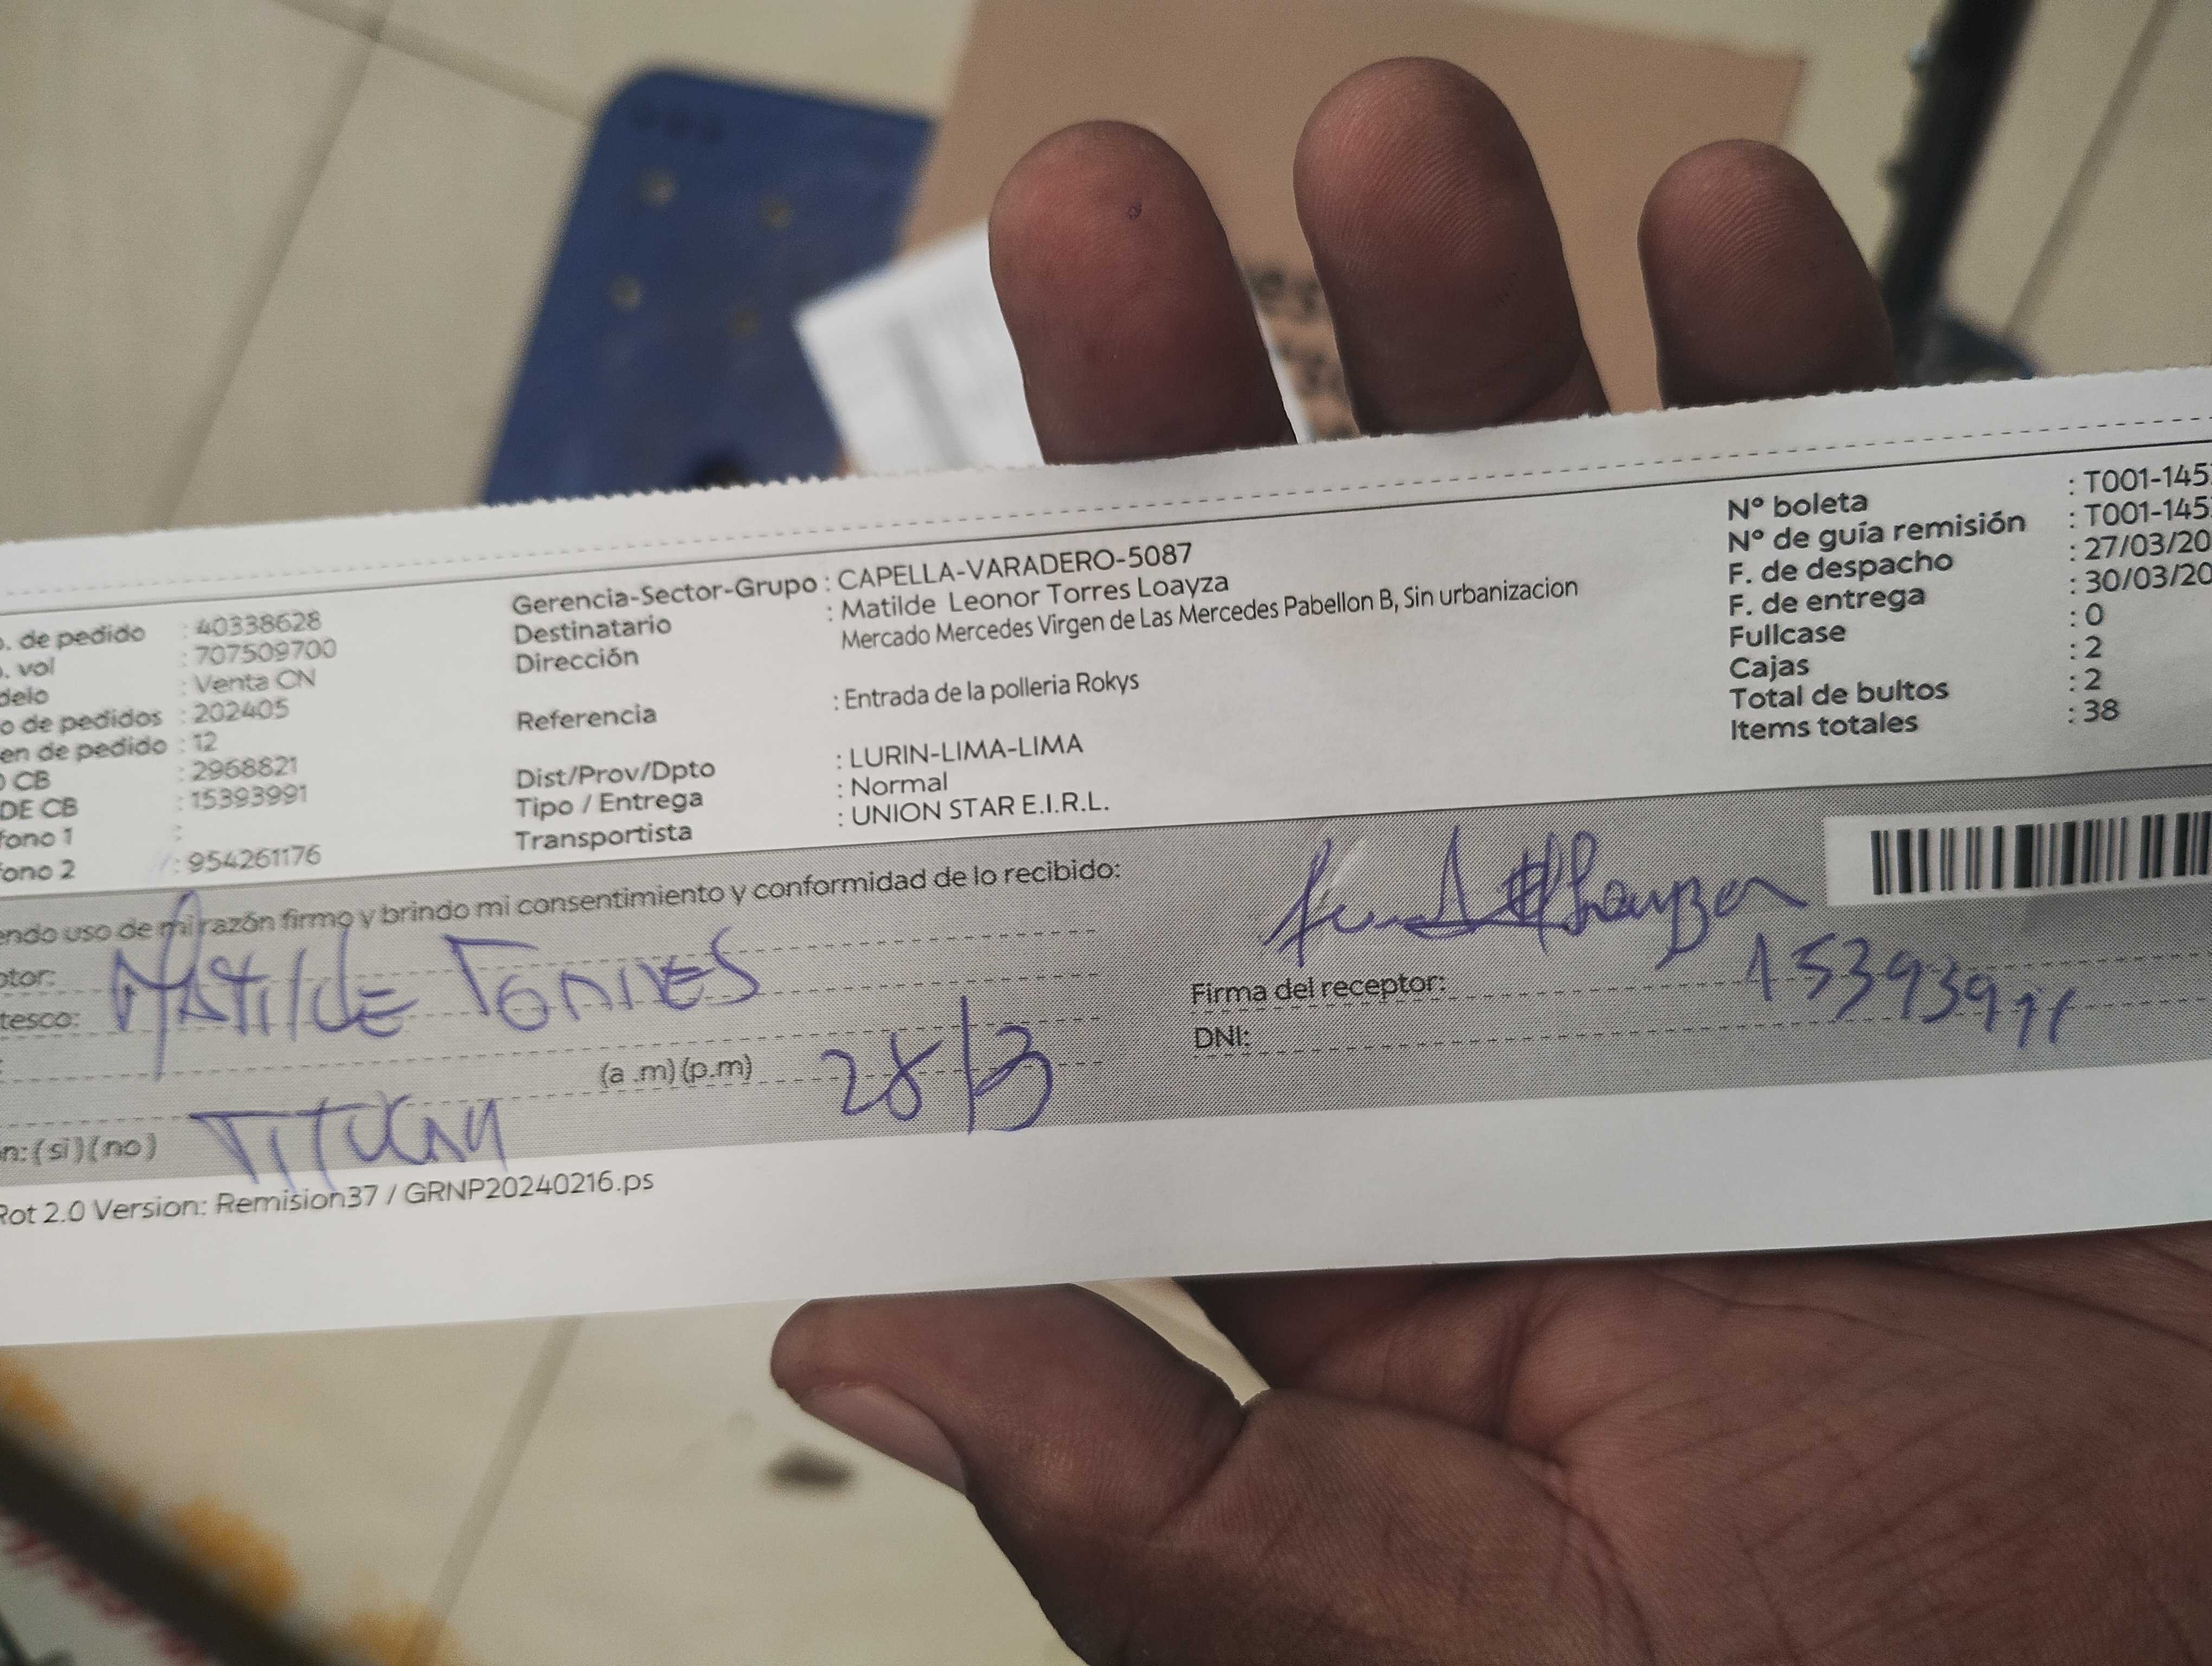 o. de pedido : 40338628
o. vol : 707509700
delo : Venta CN
o de pedidos : 202405
en de pedido : 12
O CB : 2968821
DE CB : 15393991
fono 1 :
fono 2 : 954261176
Gerencia-Sector-Grupo : CAPELLA-VARADERO-5087
Destinatario : Matilde Leonor Torres Loayza
Dirección Mercado Mercedes Virgen de Las Mercedes Pabellon B, Sin urbanizacion
Referencia : Entrada de la polleria Rokys
Dist/Prov/Dpto : LURIN-LIMA-LIMA
Tipo / Entrega : Normal
Transportista : UNION STAR E.I.R.L.
Nº boleta : T001-145
Nº de guía remisión : T001-145
F. de despacho : 27/03/20
F. de entrega : 30/03/20
Fullcase : 0
Cajas : 2
Total de bultos : 2
Items totales : 38
endo uso de mi razón firmo y brindo mi consentimiento y conformidad de lo recibido:
ptor: MATILDE TORRES
tesco:
(a .m) (p.m) 28/3
n: (si) (no) TITULAR
Loayza
Firma del receptor: 15393991
DNI:
Rot 2.0 Version: Remision37 / GRNP20240216.ps